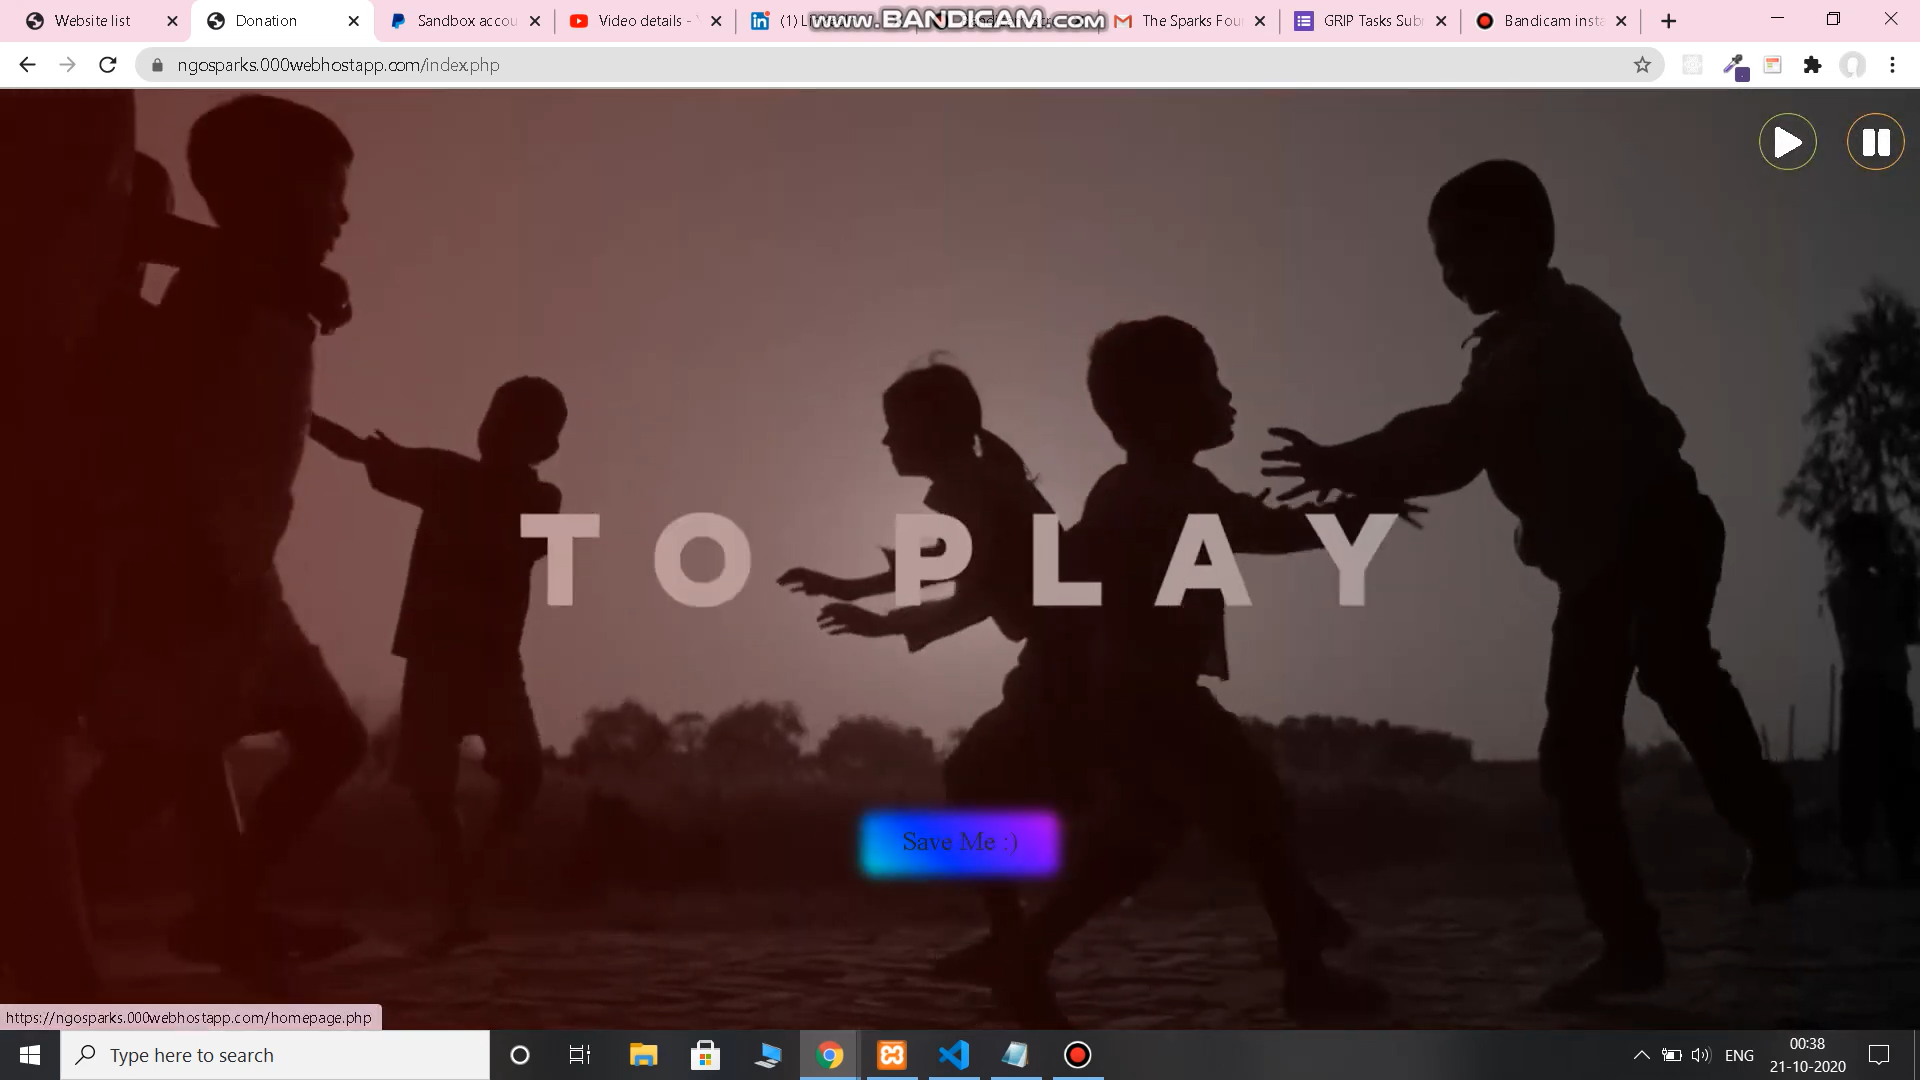 Website list
Donation
Sandbox accou
Video details -
(1) Li
www.BANDICAM.com
The Sparks Four
GRIP Tasks Sub
Bandicam insta
ngosparks.000webhostapp.com/index.php
TO PLAY
Save Me :)
https://ngosparks.000webhostapp.com/homepage.php
Type here to search
ENG
00:38
21-10-2020